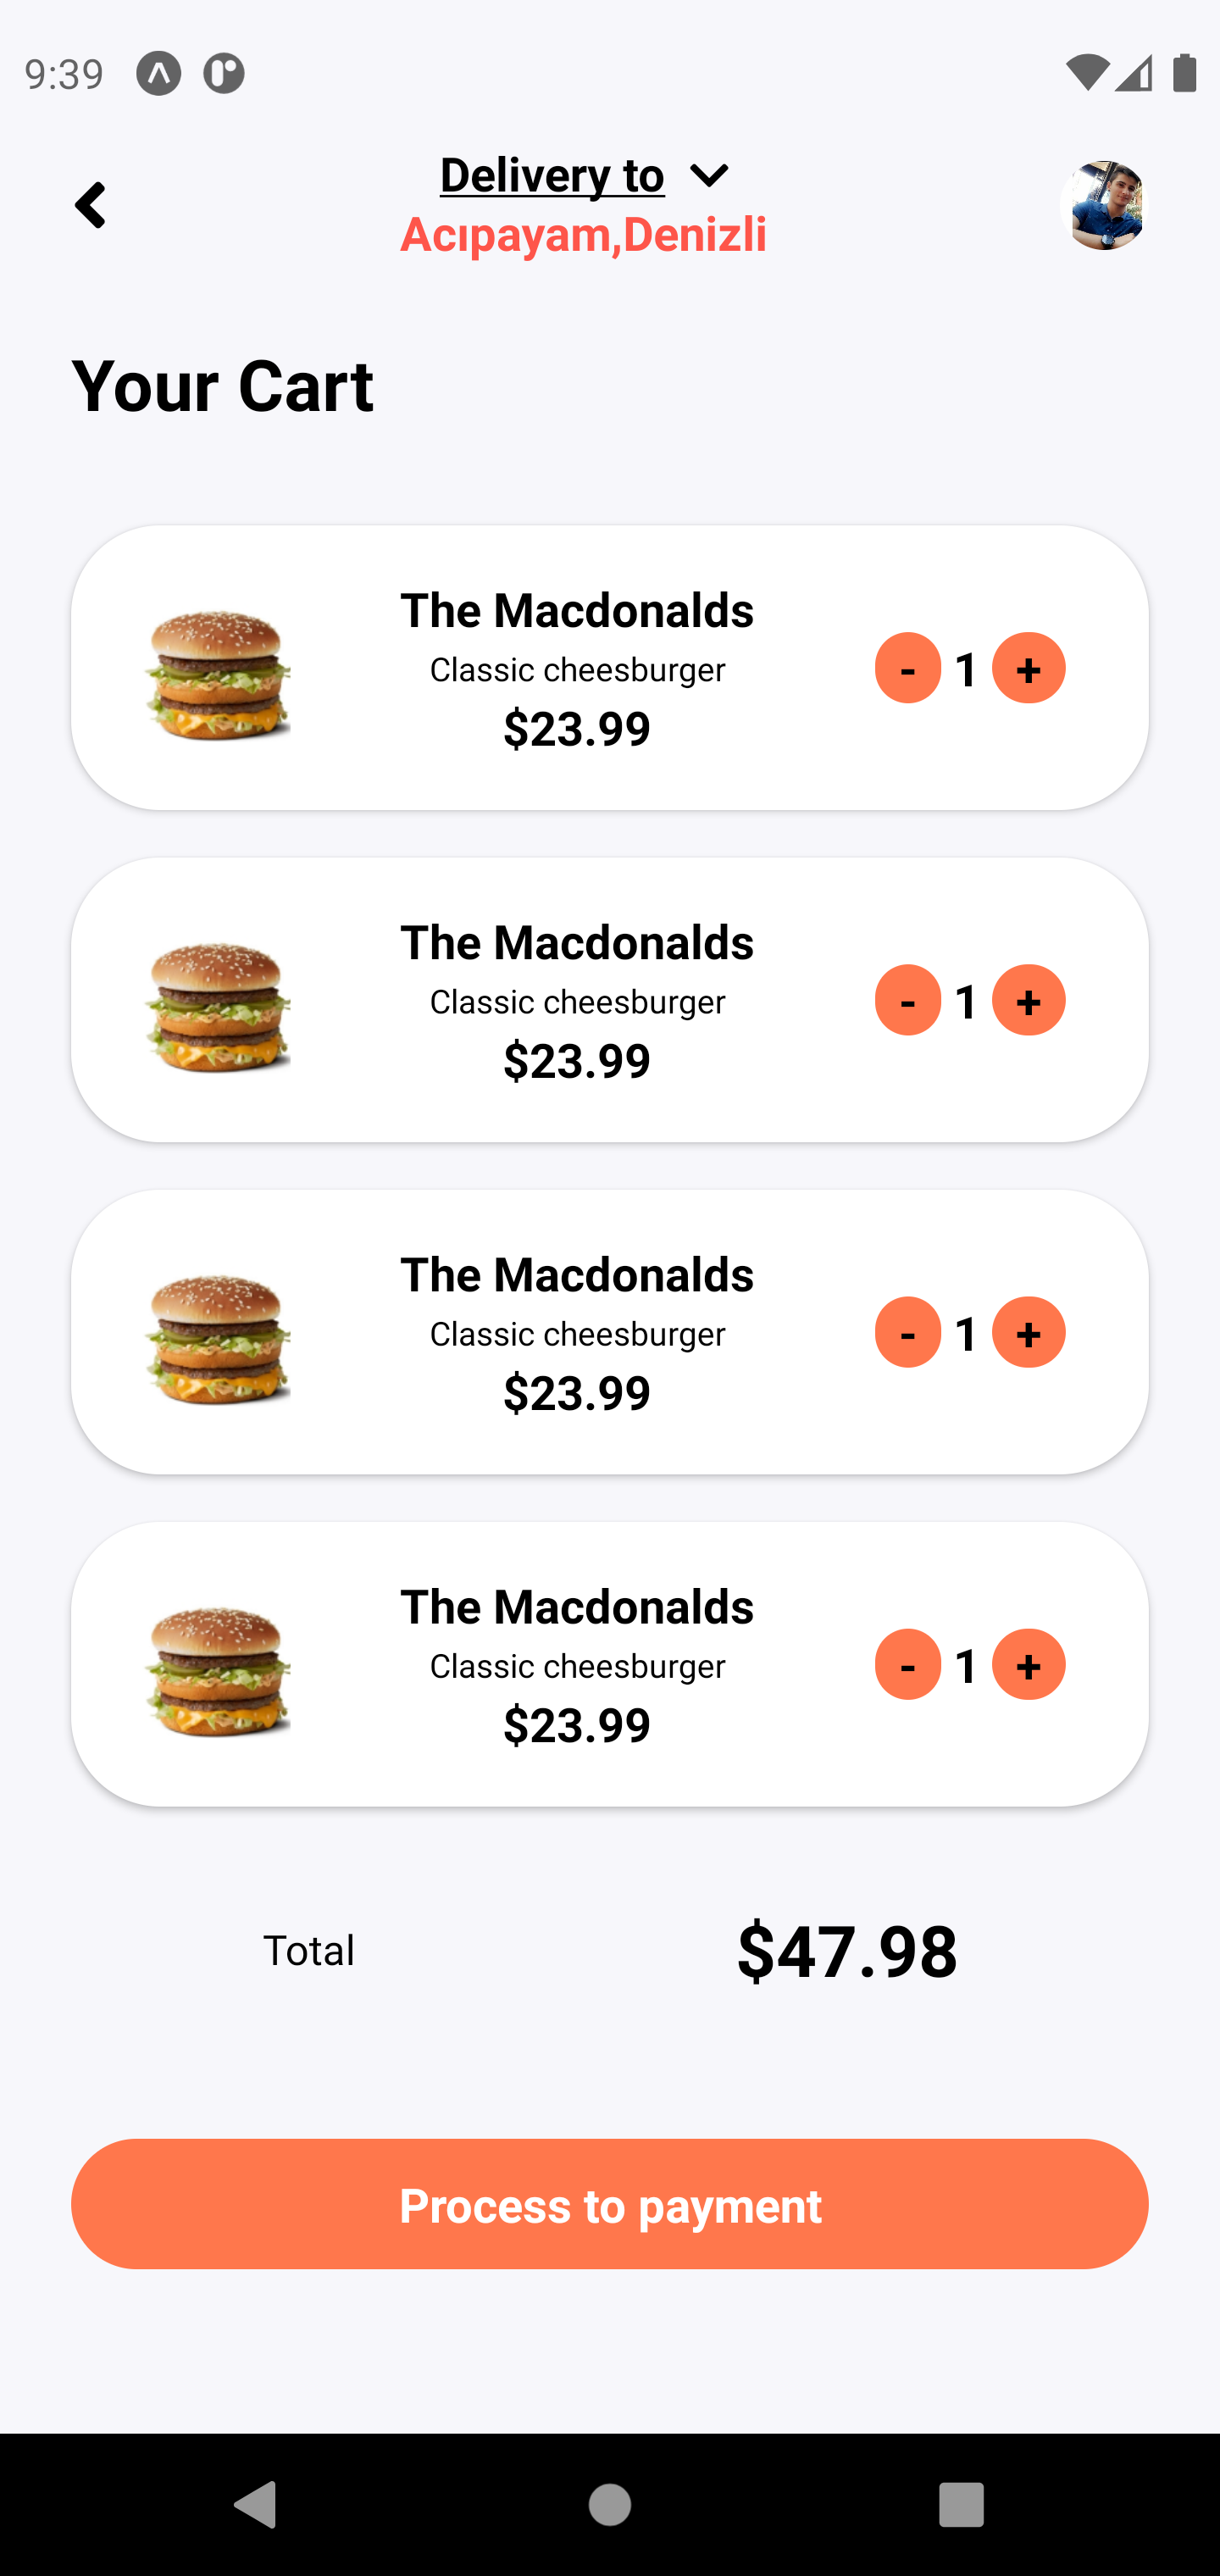 9:39
Delivery to
Acıpayam,Denizli
Your Cart
The Macdonalds
Classic cheesburger
$23.99
- 1 +
The Macdonalds
Classic cheesburger
$23.99
- 1 +
The Macdonalds
Classic cheesburger
$23.99
- 1 +
The Macdonalds
Classic cheesburger
$23.99
- 1 +
Total $47.98
Process to payment